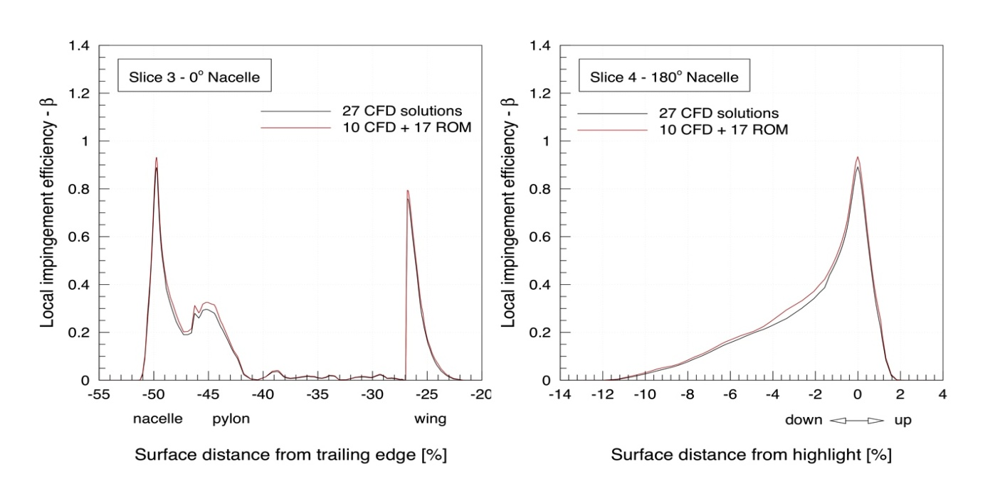 1.4
1.2
1
0.8
0.6
0.4
0.2
0
Local impingement efficiency - β
Slice 3 - 0° Nacelle
27 CFD solutions
10 CFD + 17 ROM
-55 -50 -45 -40 -35 -30 -25 -20
nacelle pylon wing
Surface distance from trailing edge [%]
1.4
1.2
1
0.8
0.6
0.4
0.2
0
Local impingement efficiency - β
Slice 4 - 180° Nacelle
27 CFD solutions
10 CFD + 17 ROM
-14 -12 -10 -8 -6 -4 -2 0 2 4
down up
Surface distance from highlight [%]